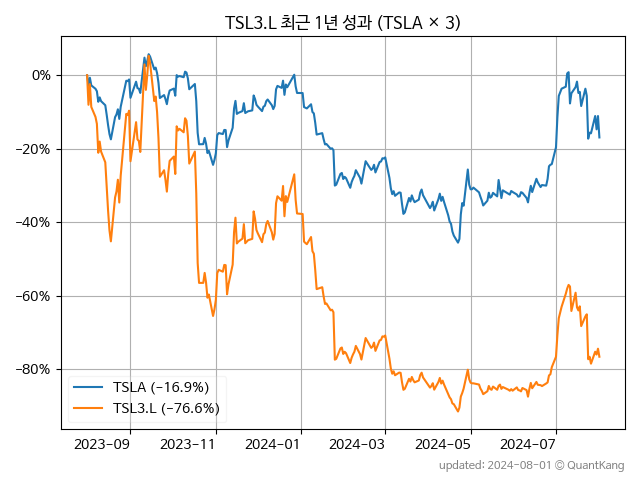 TSL3.L 최근 1년 성과 (TSLA × 3)
0%
−20%
−40%
−60%
−80%
TSLA (−16.9%)
TSL3.L (−76.6%)
2023-09 2023-11 2024-01 2024-03 2024-05 2024-07
updated: 2024-08-01 © QuantKang